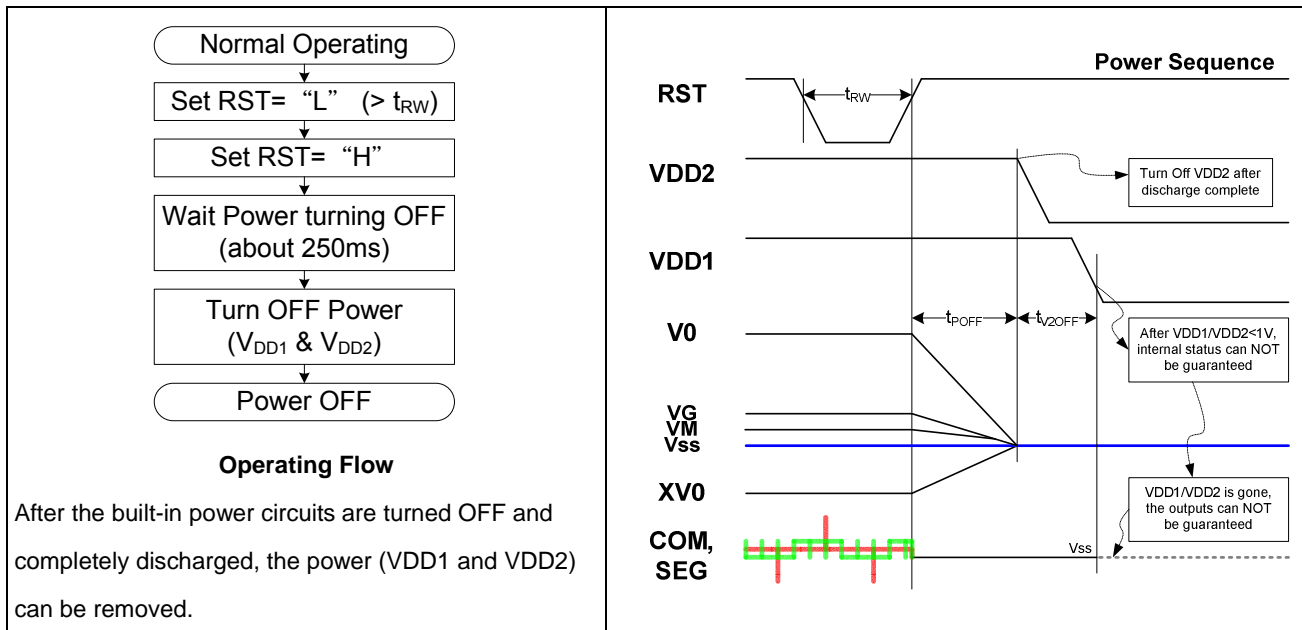 Normal Operating
Set RST= “L” (> tRW)
Set RST= “H”
Wait Power turning OFF
(about 250ms)
Turn OFF Power
(VDD1 & VDD2)
Power OFF
Operating Flow
After the built-in power circuits are turned OFF and
completely discharged, the power (VDD1 and VDD2)
can be removed.
Power Sequence
RST
tRW
VDD2
Turn Off VDD2 after
discharge complete
VDD1
tPOFF
tV2OFF
After VDD1/VDD2<1V,
internal status can NOT
be guaranteed
V0
VG
VM
Vss
XV0
VDD1/VDD2 is gone,
the outputs can NOT
be guaranteed
COM,
SEG
Vss